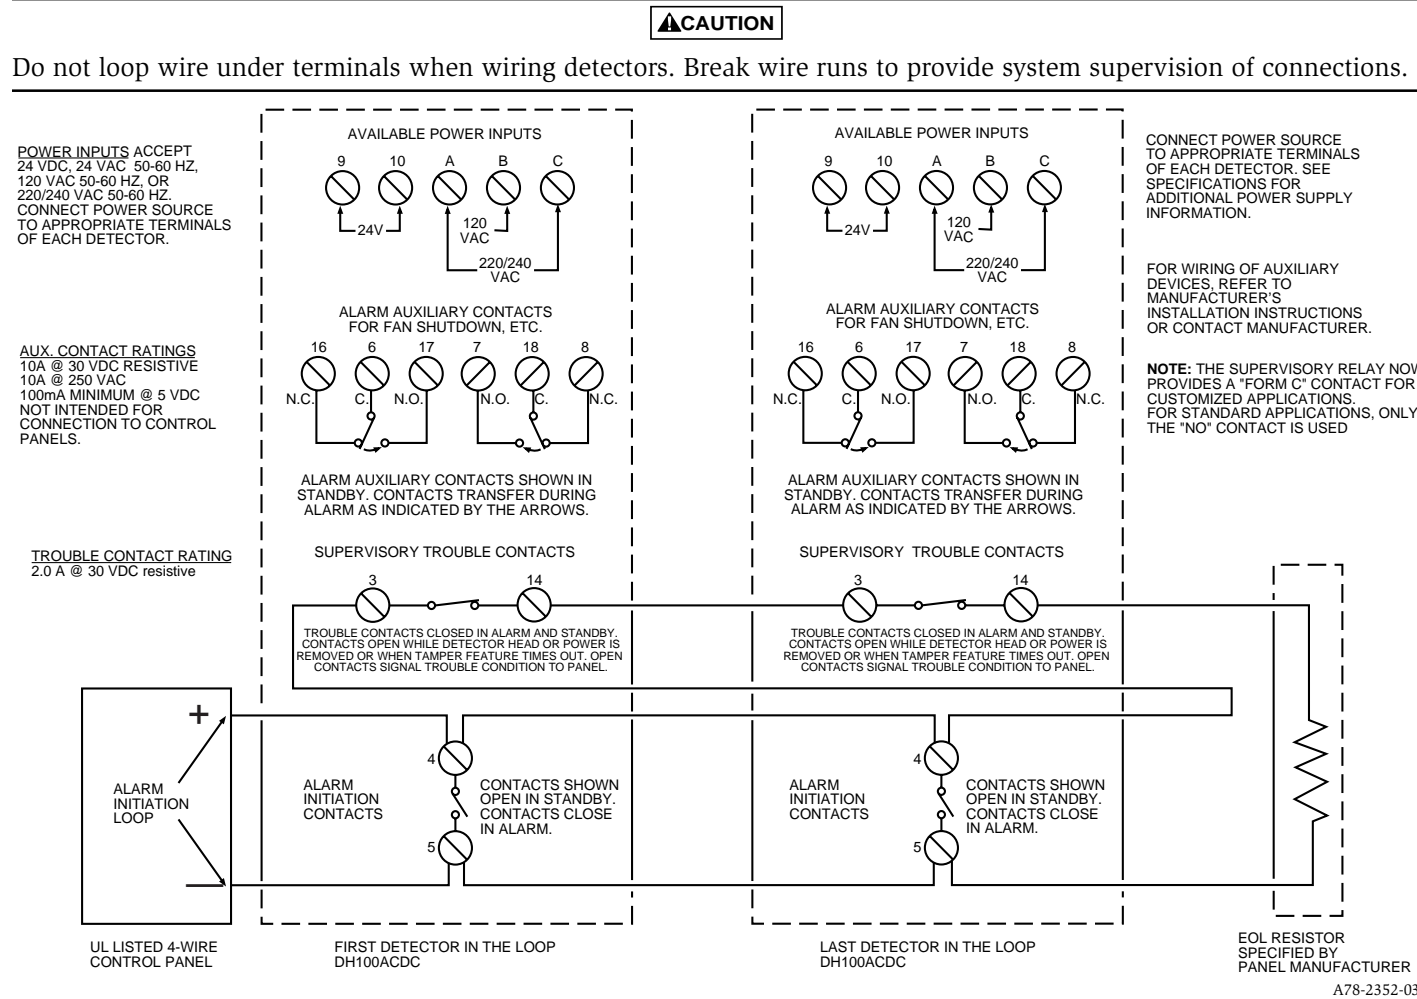 CAUTION
Do not loop wire under terminals when wiring detectors. Break wire runs to provide system supervision of connections.
POWER INPUTS ACCEPT
24 VDC, 24 VAC 50-60 HZ,
120 VAC 50-60 HZ, OR
220/240 VAC 50-60 HZ.
CONNECT POWER SOURCE
TO APPROPRIATE TERMINALS
OF EACH DETECTOR.
AUX. CONTACT RATINGS
10A @ 30 VDC RESISTIVE
10A @ 250 VAC
100mA MINIMUM @ 5 VDC
NOT INTENDED FOR
CONNECTION TO CONTROL
PANELS.
TROUBLE CONTACT RATING
2.0 A @ 30 VDC resistive
AVAILABLE POWER INPUTS
9 10 A B C
24V
120
VAC
220/240
VAC
ALARM AUXILIARY CONTACTS
FOR FAN SHUTDOWN, ETC.
16 6 17 7 18 8
N.C. C. N.O. N.O. C. N.C.
ALARM AUXILIARY CONTACTS SHOWN IN
STANDBY. CONTACTS TRANSFER DURING
ALARM AS INDICATED BY THE ARROWS.
SUPERVISORY TROUBLE CONTACTS
3 14
TROUBLE CONTACTS CLOSED IN ALARM AND STANDBY.
CONTACTS OPEN WHILE DETECTOR HEAD OR POWER IS
REMOVED OR WHEN TAMPER FEATURE TIMES OUT. OPEN
CONTACTS SIGNAL TROUBLE CONDITION TO PANEL.
AVAILABLE POWER INPUTS
9 10 A B C
24V
120
VAC
220/240
VAC
ALARM AUXILIARY CONTACTS
FOR FAN SHUTDOWN, ETC.
16 6 17 7 18 8
N.C. C. N.O. N.O. C. N.C.
ALARM AUXILIARY CONTACTS SHOWN IN
STANDBY. CONTACTS TRANSFER DURING
ALARM AS INDICATED BY THE ARROWS.
SUPERVISORY TROUBLE CONTACTS
3 14
TROUBLE CONTACTS CLOSED IN ALARM AND STANDBY.
CONTACTS OPEN WHILE DETECTOR HEAD OR POWER IS
REMOVED OR WHEN TAMPER FEATURE TIMES OUT. OPEN
CONTACTS SIGNAL TROUBLE CONDITION TO PANEL.
CONNECT POWER SOURCE
TO APPROPRIATE TERMINALS
OF EACH DETECTOR. SEE
SPECIFICATIONS FOR
ADDITIONAL POWER SUPPLY
INFORMATION.
FOR WIRING OF AUXILIARY
DEVICES, REFER TO
MANUFACTURER'S
INSTALLATION INSTRUCTIONS
OR CONTACT MANUFACTURER.
NOTE: THE SUPERVISORY RELAY NOW
PROVIDES A "FORM C" CONTACT FOR
CUSTOMIZED APPLICATIONS.
FOR STANDARD APPLICATIONS, ONLY
THE "NO" CONTACT IS USED
+
ALARM
INITIATION
LOOP
—
UL LISTED 4-WIRE
CONTROL PANEL
ALARM
INITIATION
CONTACTS
4
5
CONTACTS SHOWN
OPEN IN STANDBY.
CONTACTS CLOSE
IN ALARM.
FIRST DETECTOR IN THE LOOP
DH100ACDC
ALARM
INITIATION
CONTACTS
4
5
CONTACTS SHOWN
OPEN IN STANDBY.
CONTACTS CLOSE
IN ALARM.
LAST DETECTOR IN THE LOOP
DH100ACDC
EOL RESISTOR
SPECIFIED BY
PANEL MANUFACTURER
A78-2352-03